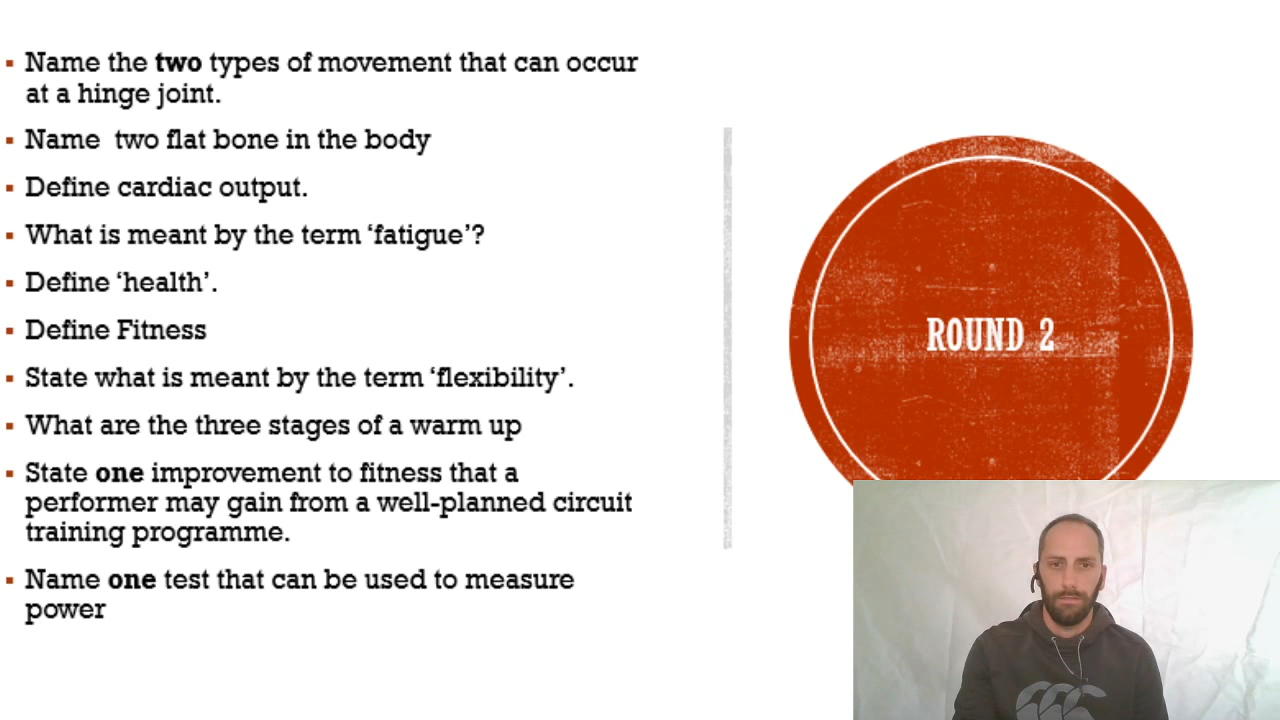 Name the two types of movement that can occur
at a hinge joint.
Name two flat bone in the body
Define cardiac output.
What is meant by the term ‘fatigue’?
Define ‘health’.
Define Fitness
State what is meant by the term ‘flexibility’.
What are the three stages of a warm up
State one improvement to fitness that a
performer may gain from a well-planned circuit
training programme.
Name one test that can be used to measure
power
ROUND 2